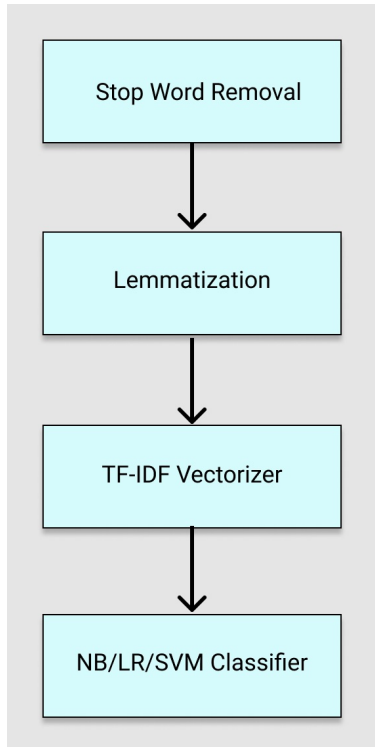 Stop Word Removal
Lemmatization
TF-IDF Vectorizer
NB/LR/SVM Classifier